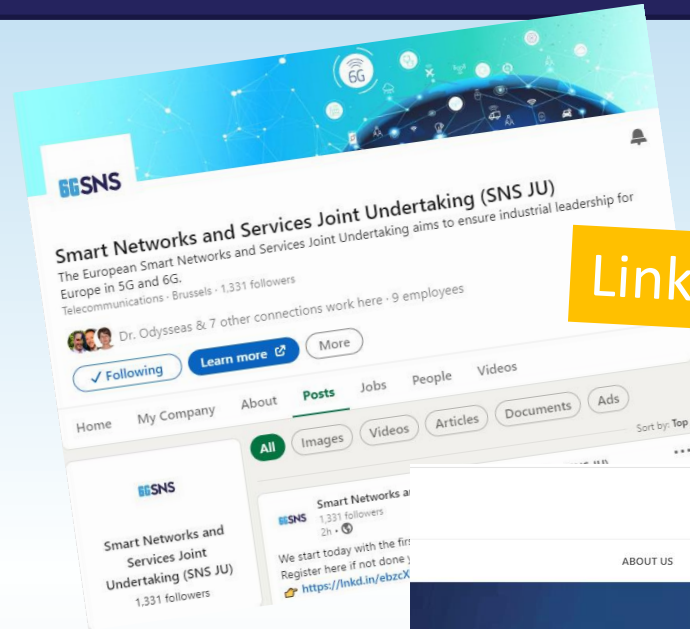 6G
6GSNS
Smart Networks and Services Joint Undertaking (SNS JU)
The European Smart Networks and Services Joint Undertaking aims to ensure industrial leadership for
Europe in 5G and 6G.
Telecommunications · Brussels · 1,331 followers
Dr. Odysseas & 7 other connections work here · 9 employees
✓ Following
Learn more
More
Link
Home
My Company
About
Posts
Jobs
People
Videos
All
Images
Videos
Articles
Documents
Ads
Sort by: Top
6GSNS
Smart Networks and
Services Joint
Undertaking (SNS JU)
1,331 followers
6GSNS
Smart Networks
1,331 followers
2h •
We start today with the
Register here if not done
https://lnkd.in/ebzcX
ABOUT US